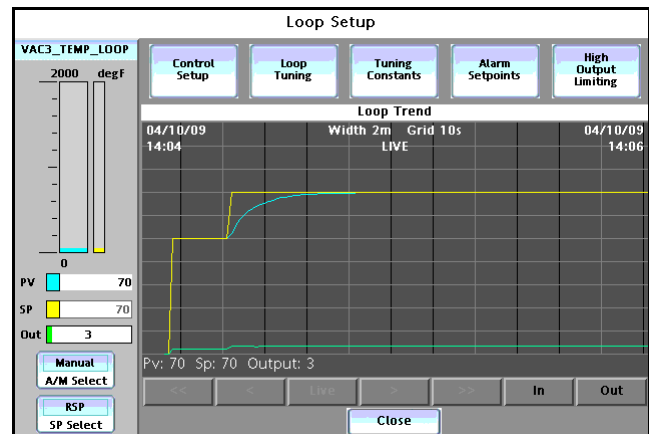 Loop Setup
VAC3_TEMP_LOOP
2000 degF
0
PV 70
SP 70
Out 3
Manual
A/M Select
RSP
SP Select
Control
Setup
Loop
Tuning
Tuning
Constants
Alarm
Setpoints
High
Output
Limiting
Loop Trend
04/10/09 Width 2m Grid 10s 04/10/09
14:04 LIVE 14:06
Pv: 70 Sp: 70 Output: 3
<< < Live > >> In Out
Close